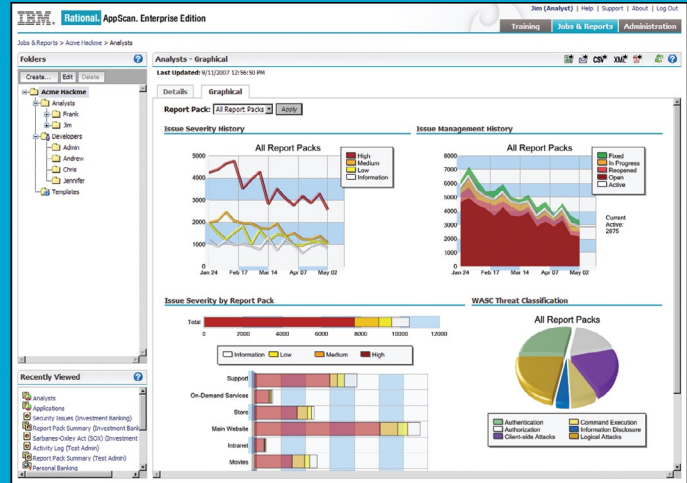 Jim (Analyst) | Help | Support | About | Log Out
IBM. Rational. AppScan. Enterprise Edition
Training Jobs & Reports Administration
Jobs & Reports > Acme Hackme > Analysts
Folders
Create... Edit Delete
Acme Hackme
Analysts
Frank
Jim
Developers
Admin
Andrew
Chris
Jennifer
Templates
Recently Viewed
Analysts
Applications
Security Issues (Investment Banking)
Report Pack Summary (Investment Bank
Sarbanes-Oxley Act (SOX) (Investment
Activity Log (Test Admin)
Report Pack Summary (Test Admin)
Personal Banking
Analysts - Graphical
CSV XML
Last Updated: 9/11/2007 12:56:50 PM
Details Graphical
Report Pack: All Report Packs Apply
Issue Severity History
All Report Packs
High
Medium
Low
Information
5000
4000
3000
2000
1000
0
Jan 24 Feb 17 Mar 14 Apr 07 May 02
Issue Management History
All Report Packs
Fixed
In Progress
Reopened
Open
Active
8000
7000
6000
5000
4000
3000
2000
1000
0
Jan 24 Feb 17 Mar 14 Apr 07 May 02
Current
Active:
2875
Issue Severity by Report Pack
Total
0 2000 4000 6000 8000 10000 12000
Information Low Medium High
Support
On-Demand Services
Store
Main Website
Intranet
Movies
WASC Threat Classification
All Report Packs
Authentication Command Execution
Authorization Information Disclosure
Client-side Attacks Logical Attacks